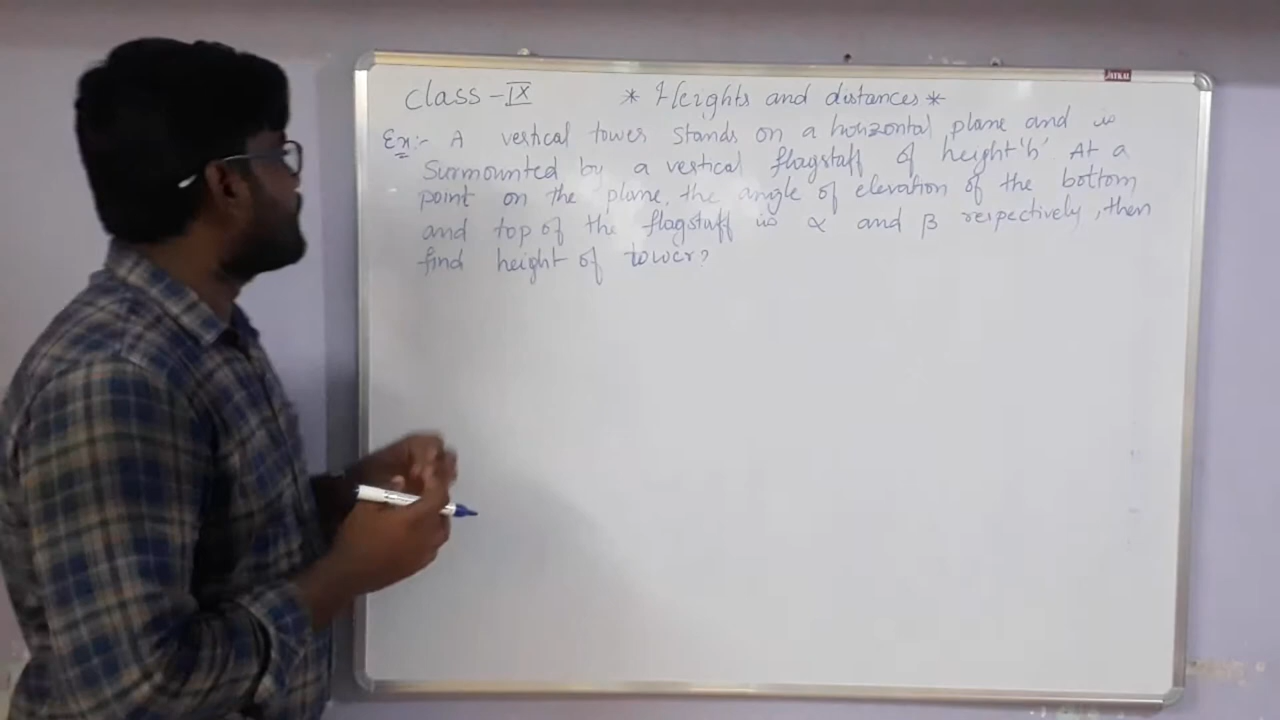 Class - IX * Heights and distances *
Ex:- A vertical tower stands on a horizontal plane and is
Surmounted by a vertical flagstaff of height 'h' At a
point on the plane, the angle of elevation of the bottom
and top of the flagstaff is α and β respectively, then
find height of tower?